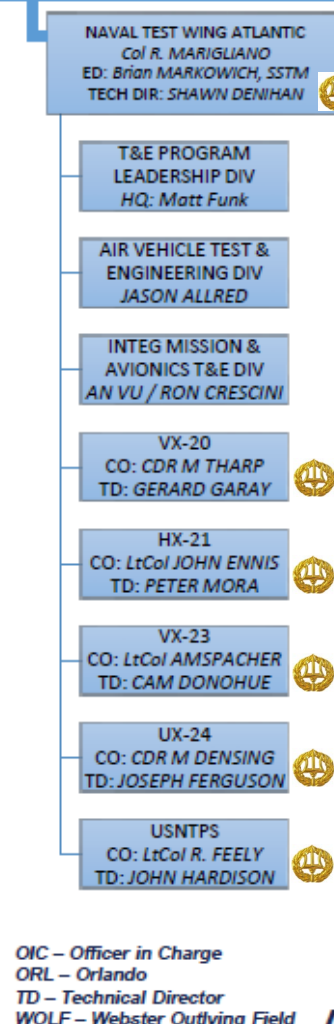 NAVAL TEST WING ATLANTIC
Col R. MARIGLIANO
ED: Brian MARKOWICH, SSTM
TECH DIR: SHAWN DENIHAN
T&E PROGRAM
LEADERSHIP DIV
HQ: Matt Funk
AIR VEHICLE TEST &
ENGINEERING DIV
JASON ALLRED
INTEG MISSION &
AVIONICS T&E DIV
AN VU / RON CRESCINI
VX-20
CO: CDR M THARP
TD: GERARD GARAY
HX-21
CO: LtCol JOHN ENNIS
TD: PETER MORA
VX-23
CO: LtCol AMSPACHER
TD: CAM DONOHUE
UX-24
CO: CDR M DENSING
TD: JOSEPH FERGUSON
USNTPS
CO: LtCol R. FEELY
TD: JOHN HARDISON
OIC – Officer in Charge
ORL – Orlando
TD – Technical Director
WOLF – Webster Outlying Field